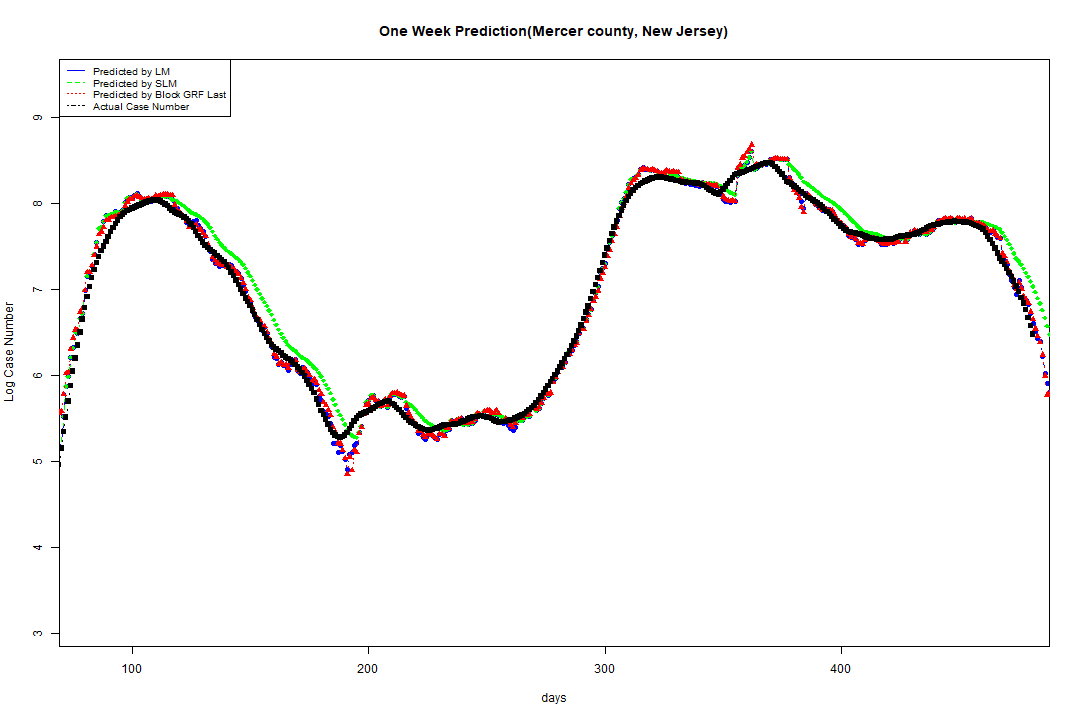 One Week Prediction(Mercer county, New Jersey)
Predicted by LM
Predicted by SLM
Predicted by Block GRF Last
Actual Case Number
9
8
7
6
5
4
3
Log Case Number
100 200 300 400
days